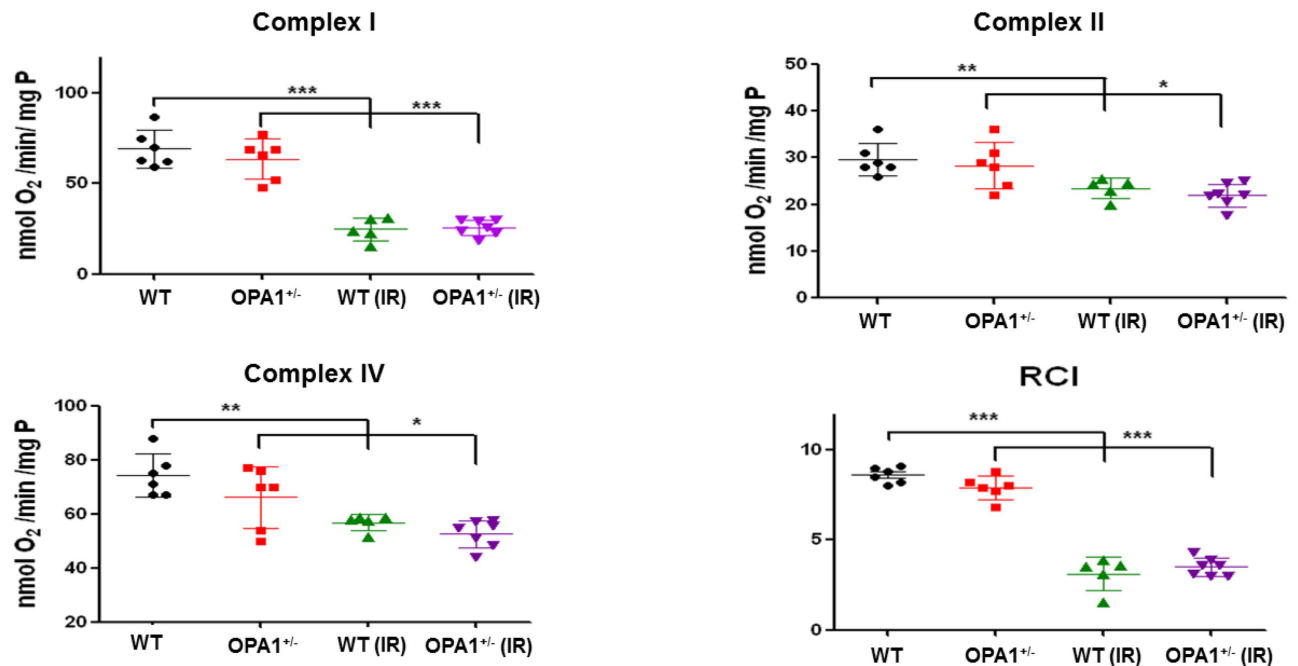 Complex I
nmol O₂ /min/ mg P
100
50
0
***
***
WT
OPA1⁺/⁻
WT (IR)
OPA1⁺/⁻ (IR)
Complex II
nmol O₂ /min /mg P
50
40
30
20
10
0
**
*
WT
OPA1⁺/⁻
WT (IR)
OPA1⁺/⁻ (IR)
Complex IV
nmol O₂ /min /mg P
100
80
60
40
20
**
*
WT
OPA1⁺/⁻
WT (IR)
OPA1⁺/⁻ (IR)
RCI
10
5
0
***
***
WT
OPA1⁺/⁻
WT (IR)
OPA1⁺/⁻ (IR)